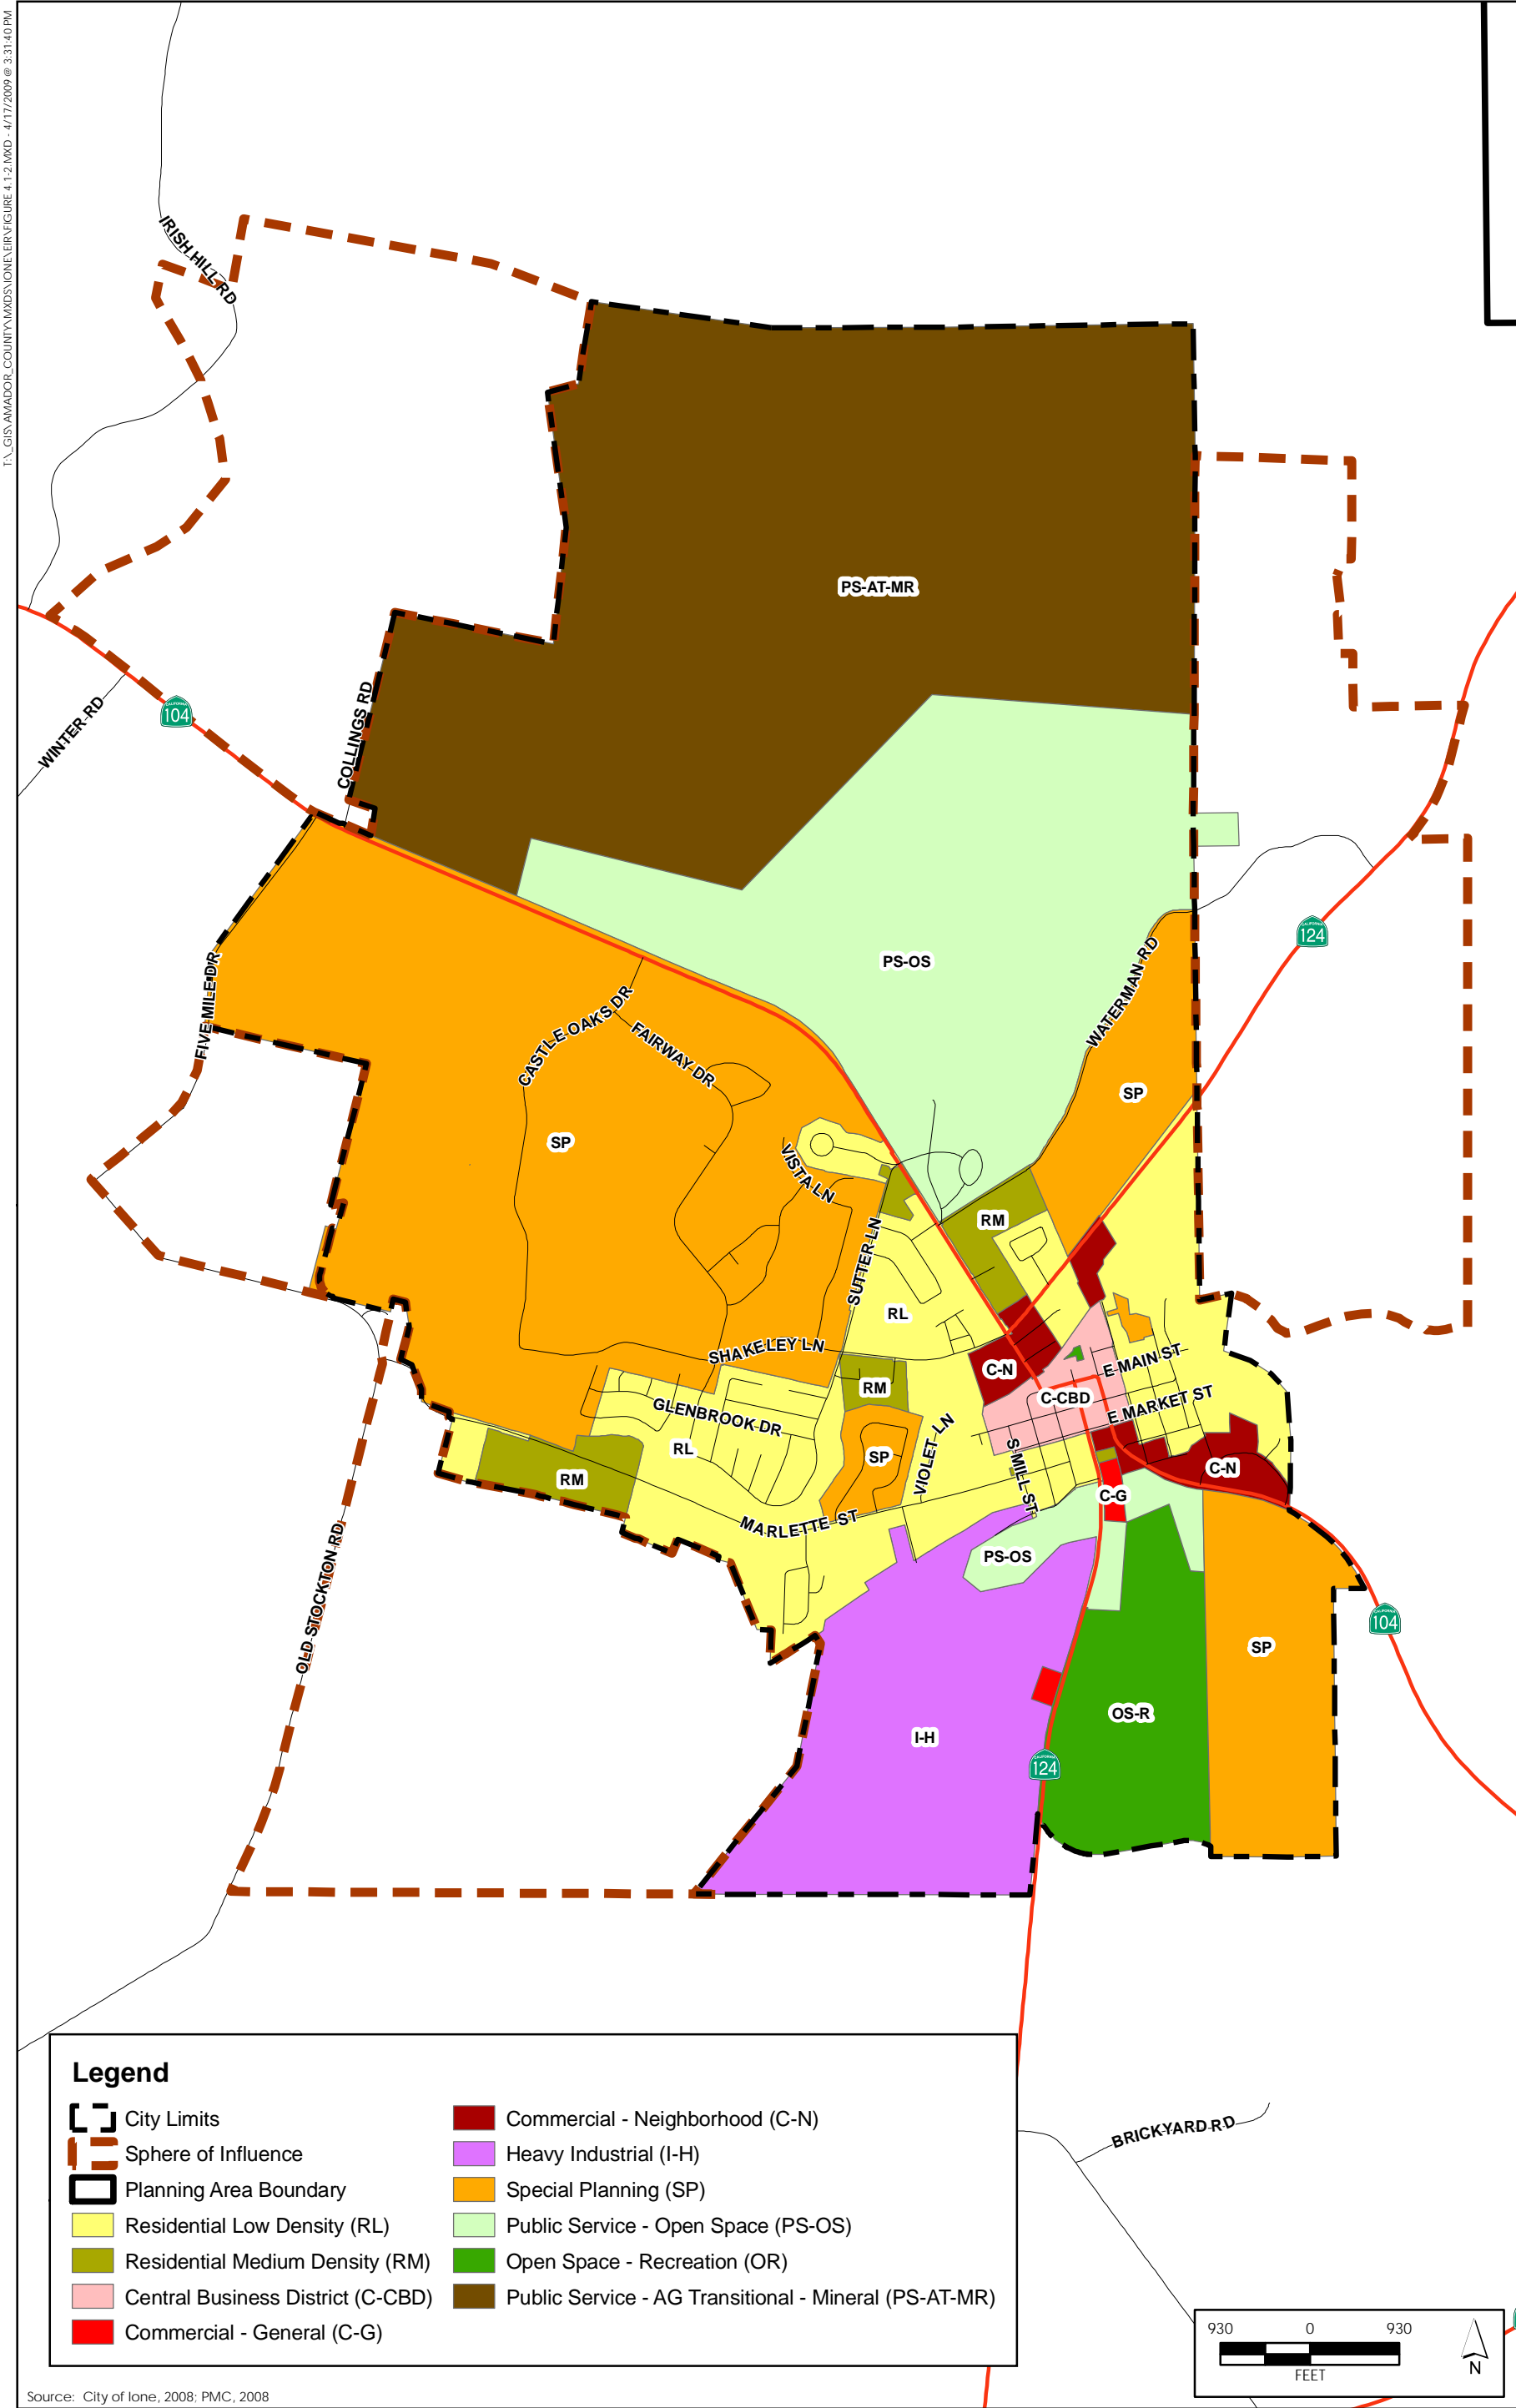 T:\_GIS\AMADOR_COUNTY\MXDS\IONE\EIR\FIGURE 4.1-2.MXD - 4/17/2009 @ 3:31:40 PM
IRISH HILL RD
PS-AT-MR
COLLINGS RD
WINTER RD
CALIFORNIA
104
CALIFORNIA
124
FIVE MILE DR
PS-OS
WATERMAN RD
CASTLE OAKS DR
FAIRWAY DR
SP
SP
VISTA LN
SUTTER LN
RM
RL
SHAKELEY LN
C-N
E MAIN ST
RM
C-CBD
GLENBROOK DR
E MARKET ST
RL
SP
VIOLET LN
S MILL ST
C-N
RM
C-G
MARLETTE ST
PS-OS
OLD STOCKTON RD
CALIFORNIA
104
SP
OS-R
I-H
CALIFORNIA
124
BRICKYARD RD
Legend
City Limits
Sphere of Influence
Planning Area Boundary
Residential Low Density (RL)
Residential Medium Density (RM)
Central Business District (C-CBD)
Commercial - General (C-G)
Commercial - Neighborhood (C-N)
Heavy Industrial (I-H)
Special Planning (SP)
Public Service - Open Space (PS-OS)
Open Space - Recreation (OR)
Public Service - AG Transitional - Mineral (PS-AT-MR)
930 0 930
FEET
N
Source: City of Ione, 2008; PMC, 2008